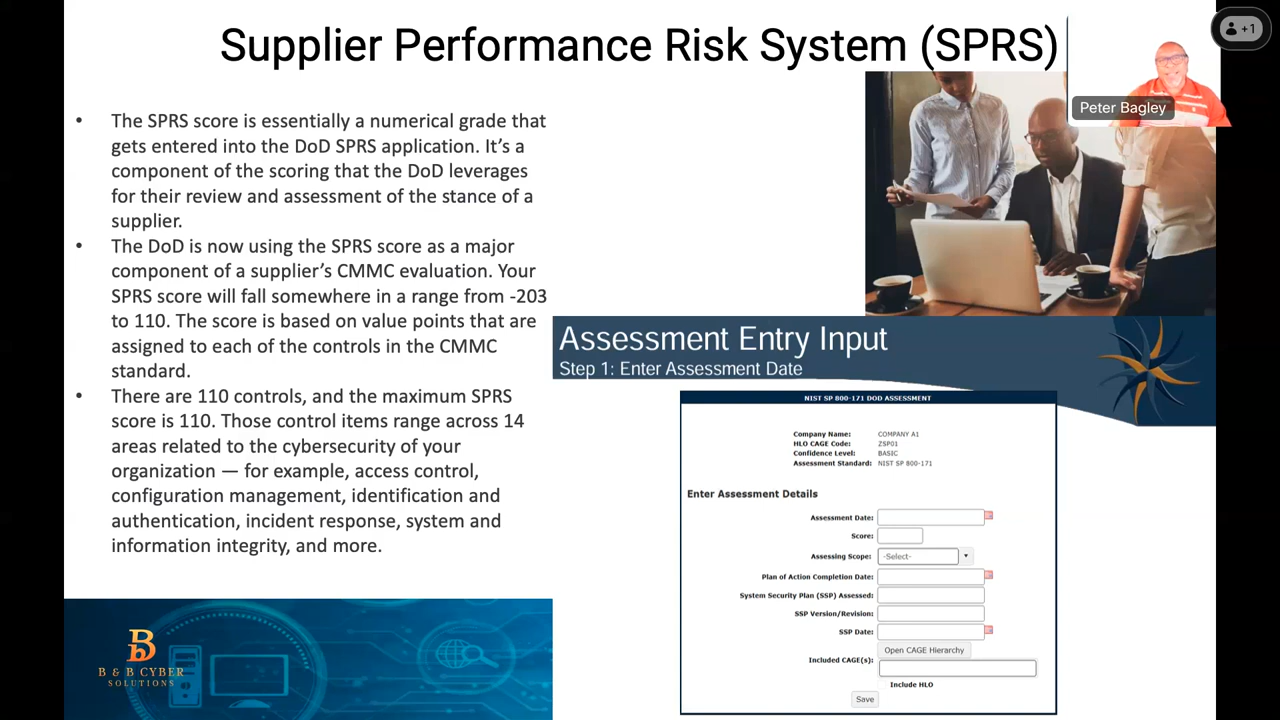 Supplier Performance Risk System (SPRS)
+1
Peter Bagley
• The SPRS score is essentially a numerical grade that
gets entered into the DoD SPRS application. It’s a
component of the scoring that the DoD leverages
for their review and assessment of the stance of a
supplier.
• The DoD is now using the SPRS score as a major
component of a supplier’s CMMC evaluation. Your
SPRS score will fall somewhere in a range from -203
to 110. The score is based on value points that are
assigned to each of the controls in the CMMC
standard.
• There are 110 controls, and the maximum SPRS
score is 110. Those control items range across 14
areas related to the cybersecurity of your
organization — for example, access control,
configuration management, identification and
authentication, incident response, system and
information integrity, and more.
Assessment Entry Input
Step 1: Enter Assessment Date
NIST SP 800-171 DOD ASSESSMENT
Company Name: COMPANY A1
HLO CAGE Code: ZSP01
Confidence Level: BASIC
Assessment Standard: NIST SP 800-171
Enter Assessment Details
Assessment Date:
Score:
Assessing Scope: -Select-
Plan of Action Completion Date:
System Security Plan (SSP) Assessed:
SSP Version/Revision:
SSP Date:
Open CAGE Hierarchy
Included CAGE(s):
Include HLO
Save
B
B & B CYBER
SOLUTIONS